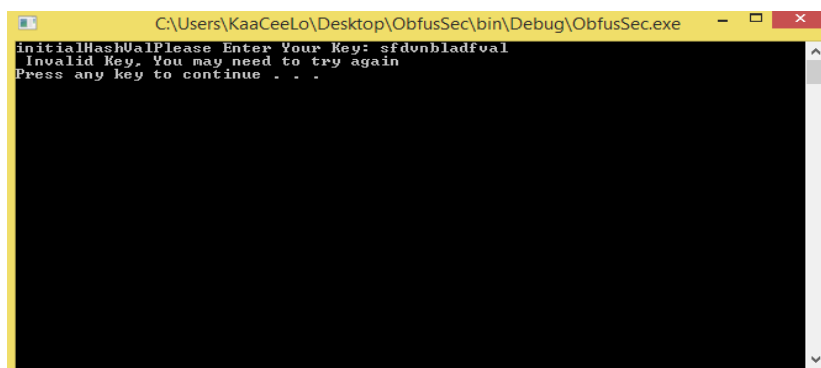 C:\Users\KaaCeeLo\Desktop\ObfusSec\bin\Debug\ObfusSec.exe
initialHashValPlease Enter Your Key: sfdvnbladfval
Invalid Key, You may need to try again
Press any key to continue . . .